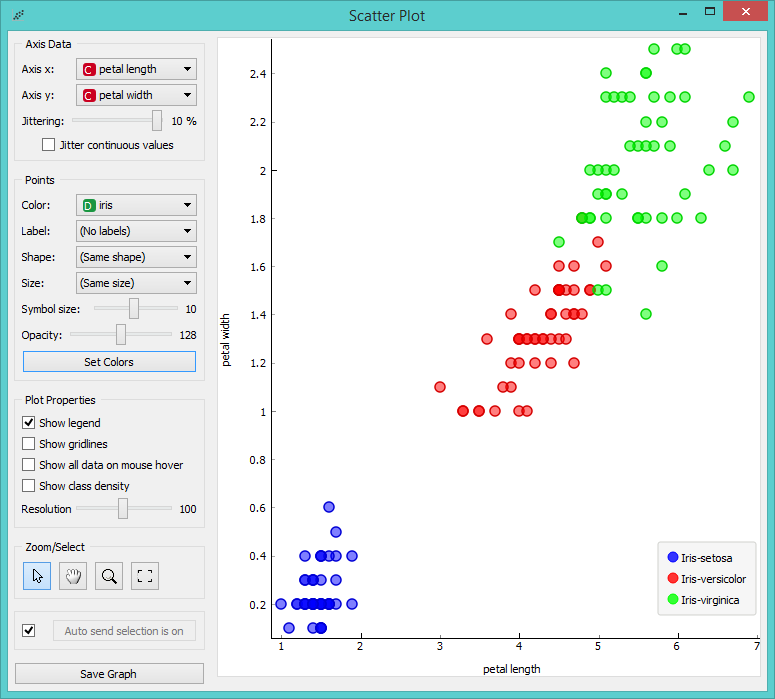 Scatter Plot
Axis Data
Axis x: C petal length
Axis y: C petal width
Jittering: 10 %
Jitter continuous values
Points
Color: D iris
Label: (No labels)
Shape: (Same shape)
Size: (Same size)
Symbol size: 10
Opacity: 128
Set Colors
Plot Properties
Show legend
Show gridlines
Show all data on mouse hover
Show class density
Resolution 100
Zoom/Select
Auto send selection is on
Save Graph
petal width
2.4
2.2
2
1.8
1.6
1.4
1.2
1
0.8
0.6
0.4
0.2
1 2 3 4 5 6 7
petal length
Iris-setosa
Iris-versicolor
Iris-virginica